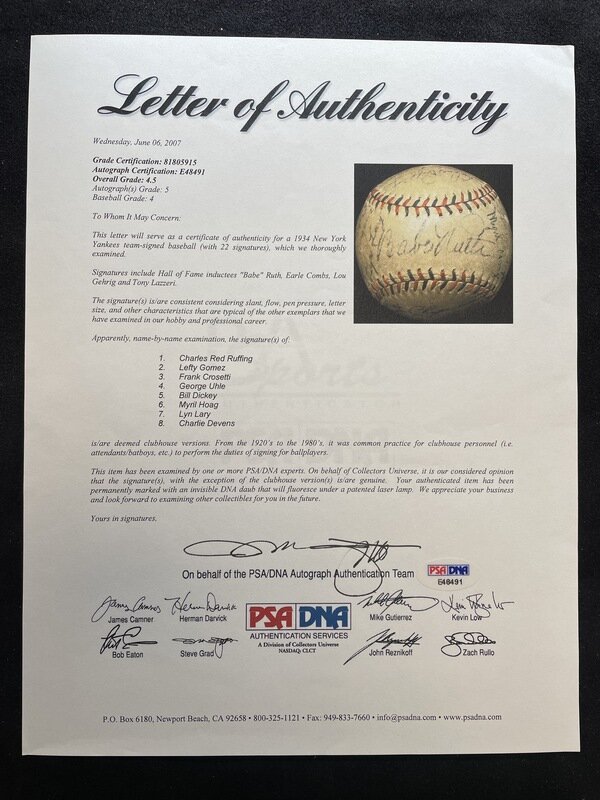 Letter of Authenticity
Wednesday, June 06, 2007
Grade Certification: 81805915
Autograph Certification: E48491
Overall Grade: 4.5
Autograph(s) Grade: 5
Baseball Grade: 4
To Whom It May Concern:
This letter will serve as a certificate of authenticity for a 1934 New York
Yankees team-signed baseball (with 22 signatures), which we thoroughly
examined.
Signatures include Hall of Fame inductees "Babe" Ruth, Earle Combs, Lou
Gehrig and Tony Lazzeri.
The signature(s) is/are consistent considering slant, flow, pen pressure, letter
size, and other characteristics that are typical of the other exemplars that we
have examined in our hobby and professional career.
Apparently, name-by-name examination, the signature(s) of:
1. Charles Red Ruffing
2. Lefty Gomez
3. Frank Crosetti
4. George Uhle
5. Bill Dickey
6. Myril Hoag
7. Lyn Lary
8. Charlie Devens
is/are deemed clubhouse versions. From the 1920's to the 1980's, it was common practice for clubhouse personnel (i.e.
attendants/batboys, etc.) to perform the duties of signing for ballplayers.
This item has been examined by one or more PSA/DNA experts. On behalf of Collectors Universe, it is our considered opinion
that the signature(s), with the exception of the clubhouse version(s) is/are genuine. Your authenticated item has been
permanently marked with an invisible DNA daub that will fluoresce under a patented laser lamp. We appreciate your business
and look forward to examining other collectibles for you in the future.
Yours in signatures.
Babe Ruth
On behalf of the PSA/DNA Autograph Authentication Team
PSA DNA
E48491
James Camner
Herman Darvick
Mike Gutierrez
Kevin Low
Bob Eaton
Steve Grad
PSA DNA
AUTHENTICATION SERVICES
A Division of Collectors Universe
NASDAQ: CLCT
John Reznikoff
Zach Rullo
P.O. Box 6180, Newport Beach, CA 92658 • 800-325-1121 • Fax: 949-833-7660 • info@psadna.com • www.psadna.com